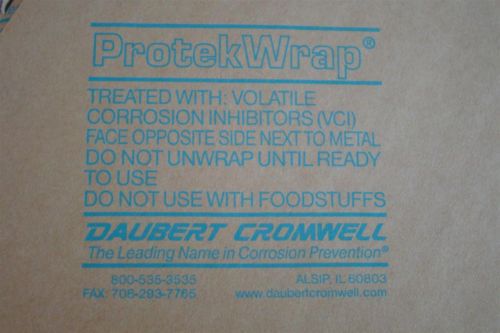 ProtekWrap®
TREATED WITH: VOLATILE
CORROSION INHIBITORS (VCI)
FACE OPPOSITE SIDE NEXT TO METAL
DO NOT UNWRAP UNTIL READY
TO USE
DO NOT USE WITH FOODSTUFFS
DAUBERT CROMWELL
The Leading Name in Corrosion Prevention®
800-535-3535 ALSIP, IL 60803
FAX: 708-293-7765 www.daubertcromwell.com